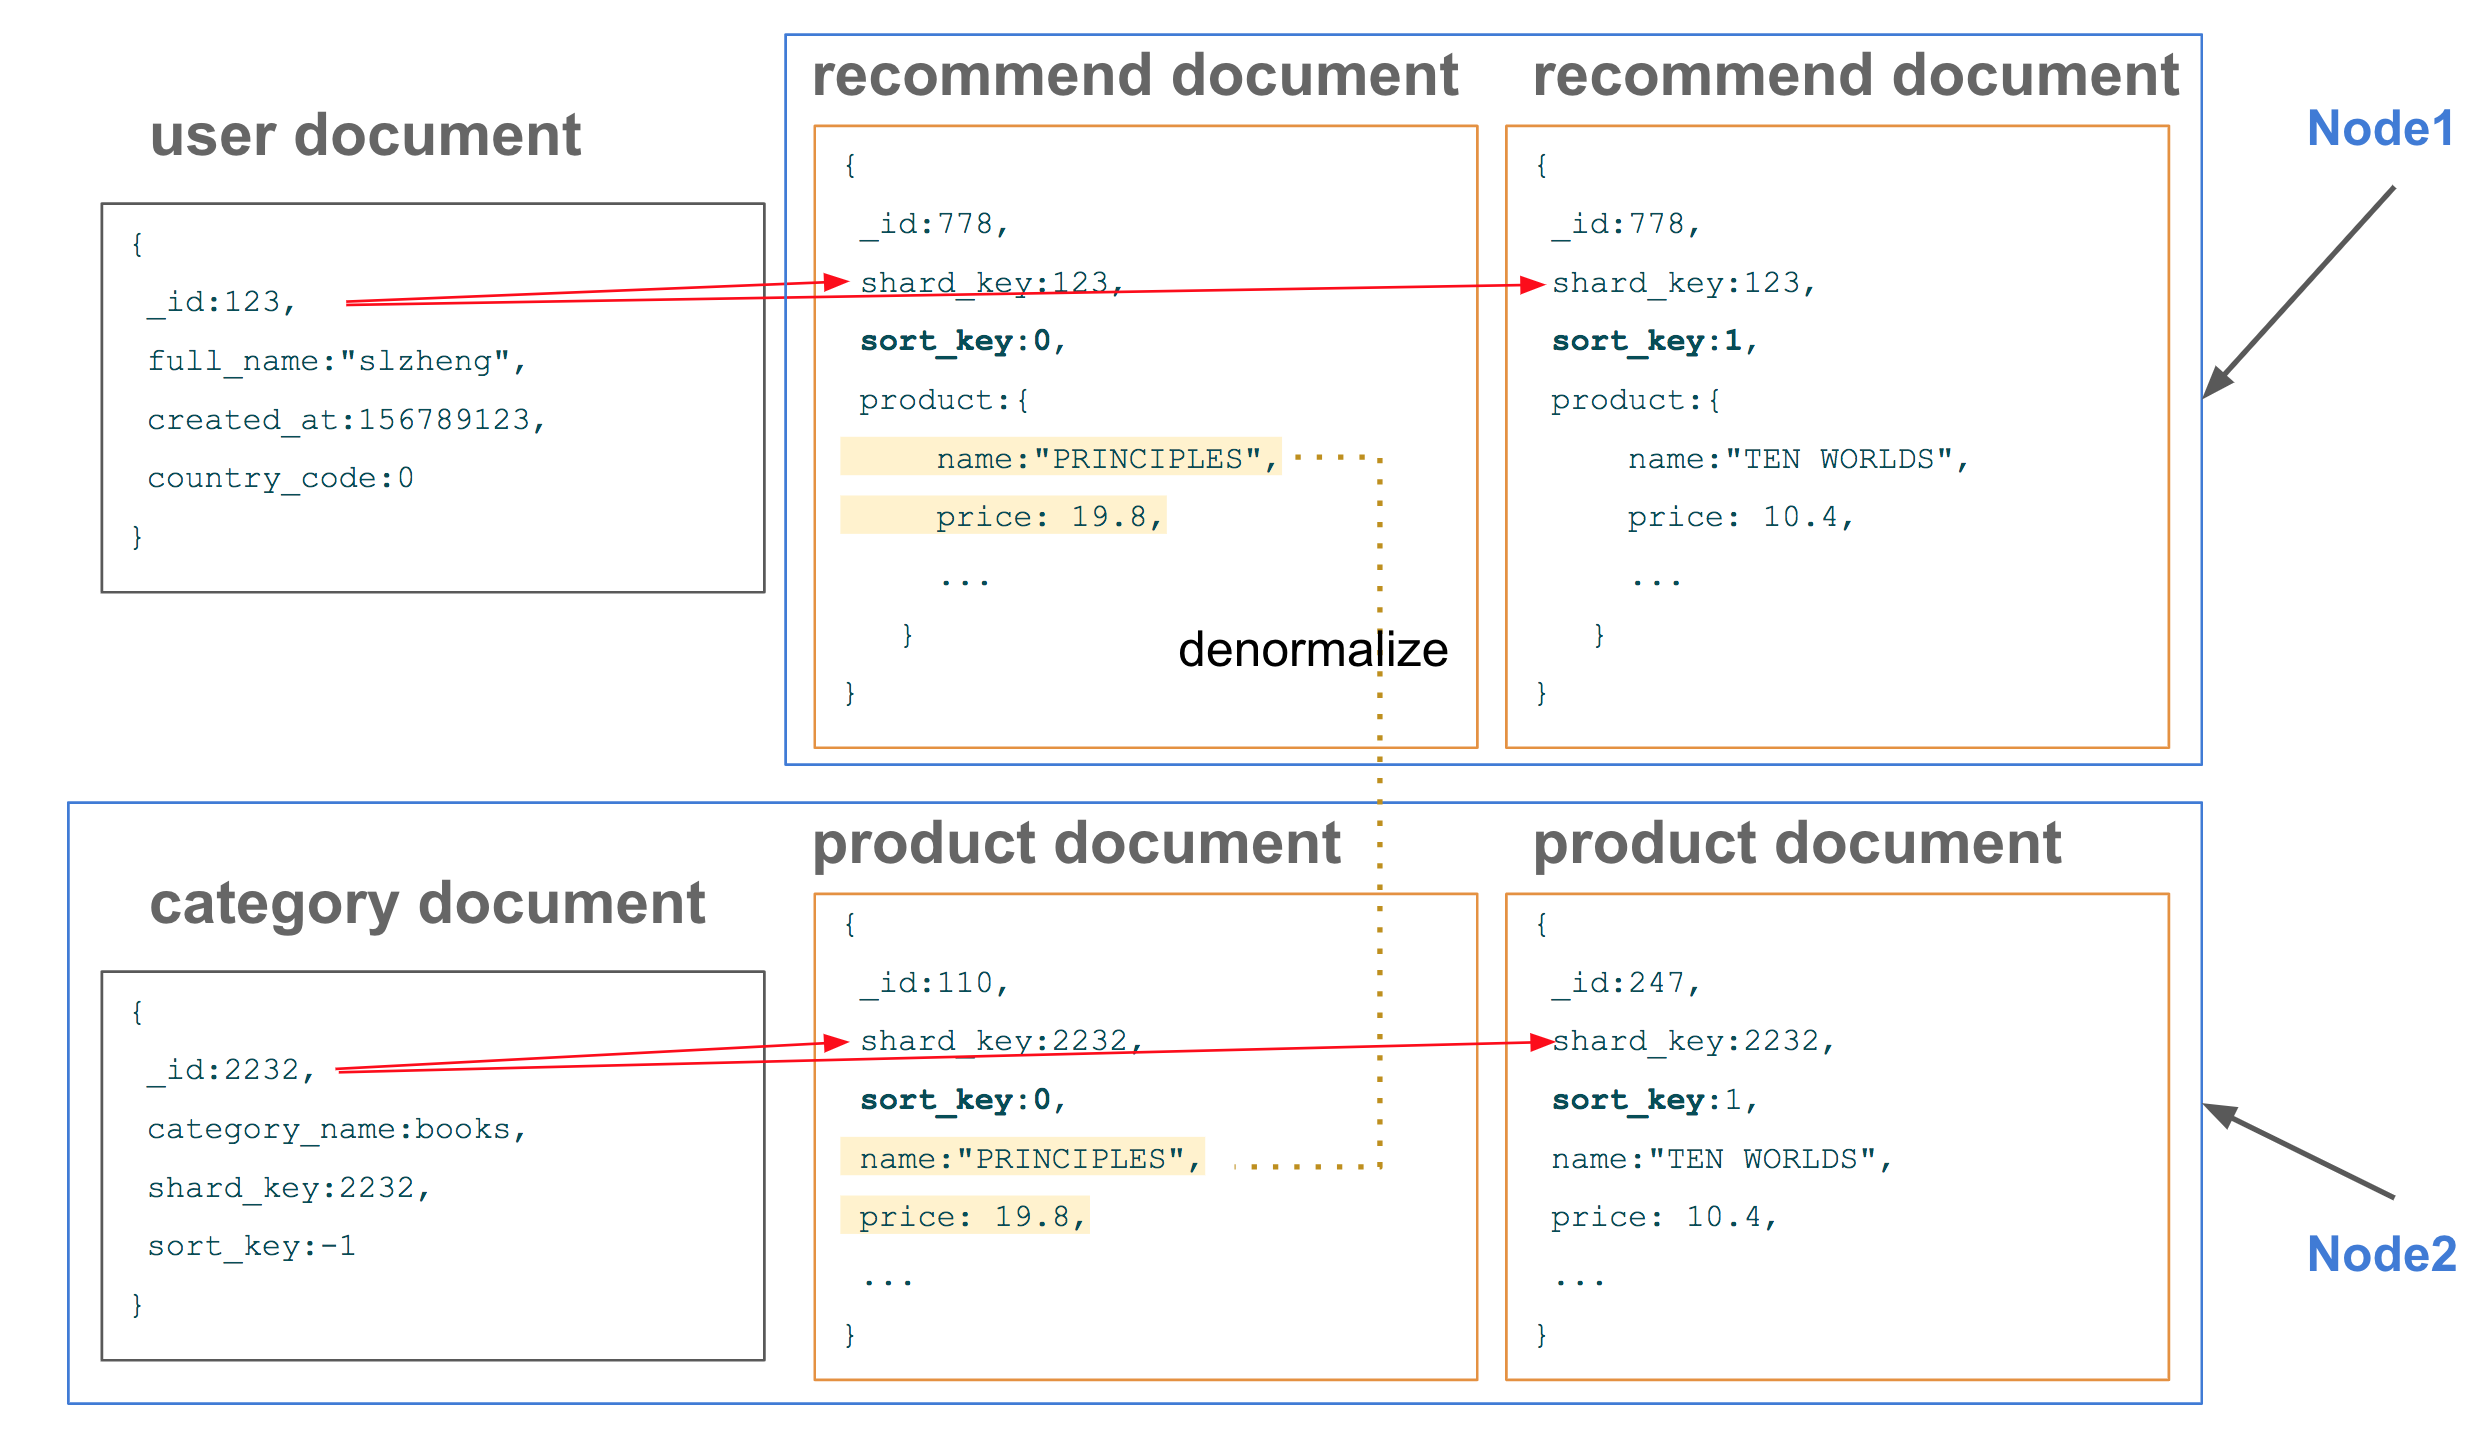 user document
{
_id:123,
full_name:"slzheng",
created_at:156789123,
country_code:0
}
recommend document
{
_id:778,
shard_key:123,
sort_key:0,
product:{
name:"PRINCIPLES",
price: 19.8,
...
}
}
recommend document
{
_id:778,
shard_key:123,
sort_key:1,
product:{
name:"TEN WORLDS",
price: 10.4,
...
}
}
Node1
denormalize
category document
{
_id:2232,
category_name:books,
shard_key:2232,
sort_key:-1
}
product document
{
_id:110,
shard_key:2232,
sort_key:0,
name:"PRINCIPLES",
price: 19.8,
...
}
product document
{
_id:247,
shard_key:2232,
sort_key:1,
name:"TEN WORLDS",
price: 10.4,
...
}
Node2